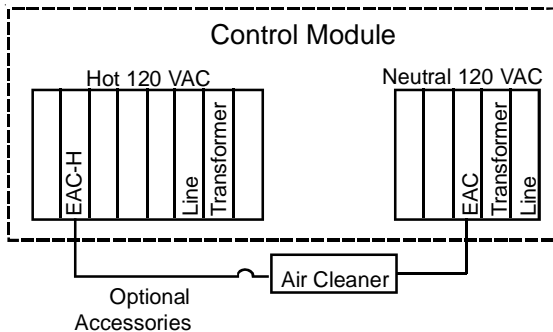 Control Module
Hot 120 VAC
Neutral 120 VAC
EAC-H
Line
Transformer
EAC
Transformer
Line
Air Cleaner
Optional
Accessories